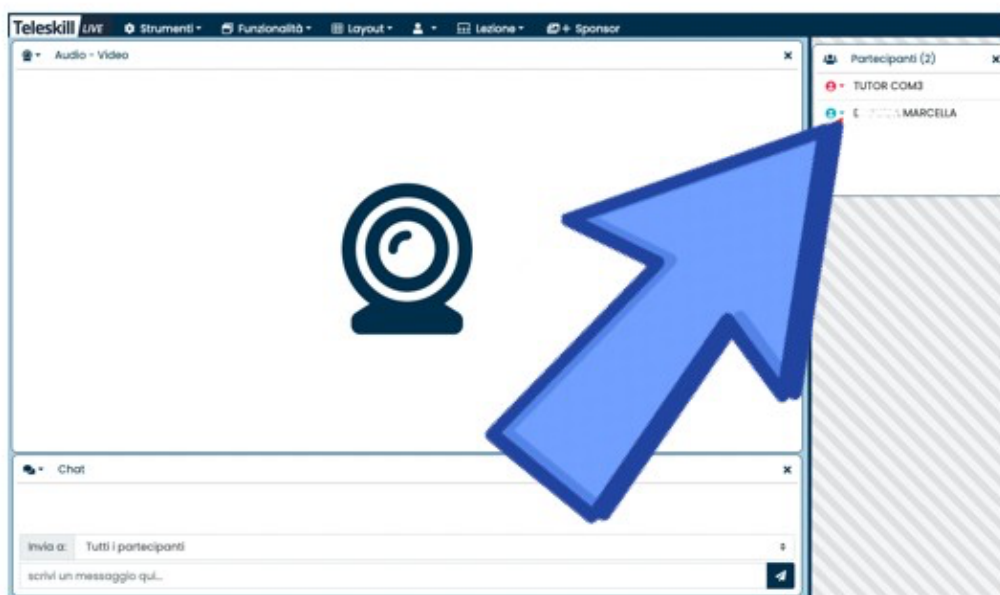 Teleskill LIVE Strumenti Funzionalità Layout Lezione + Sponsor
Audio - Video
Partecipanti (2)
TUTOR COM3
MARCELLA
Chat
Invia a: Tutti i partecipanti
scrivi un messaggio qui...